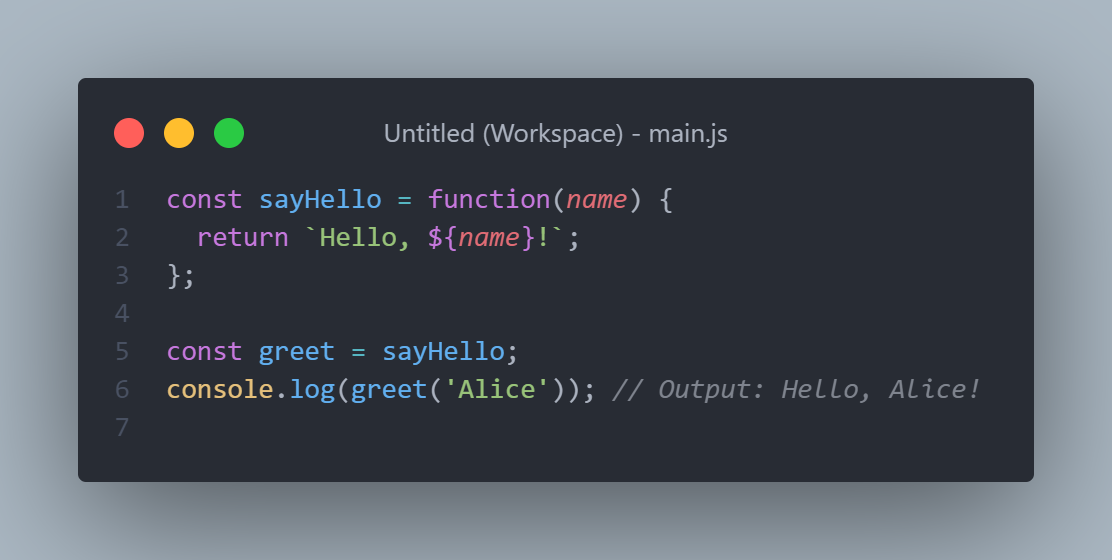 Untitled (Workspace) - main.js
1 const sayHello = function(name) {
2   return `Hello, ${name}!`;
3 };
4
5 const greet = sayHello;
6 console.log(greet('Alice')); // Output: Hello, Alice!
7